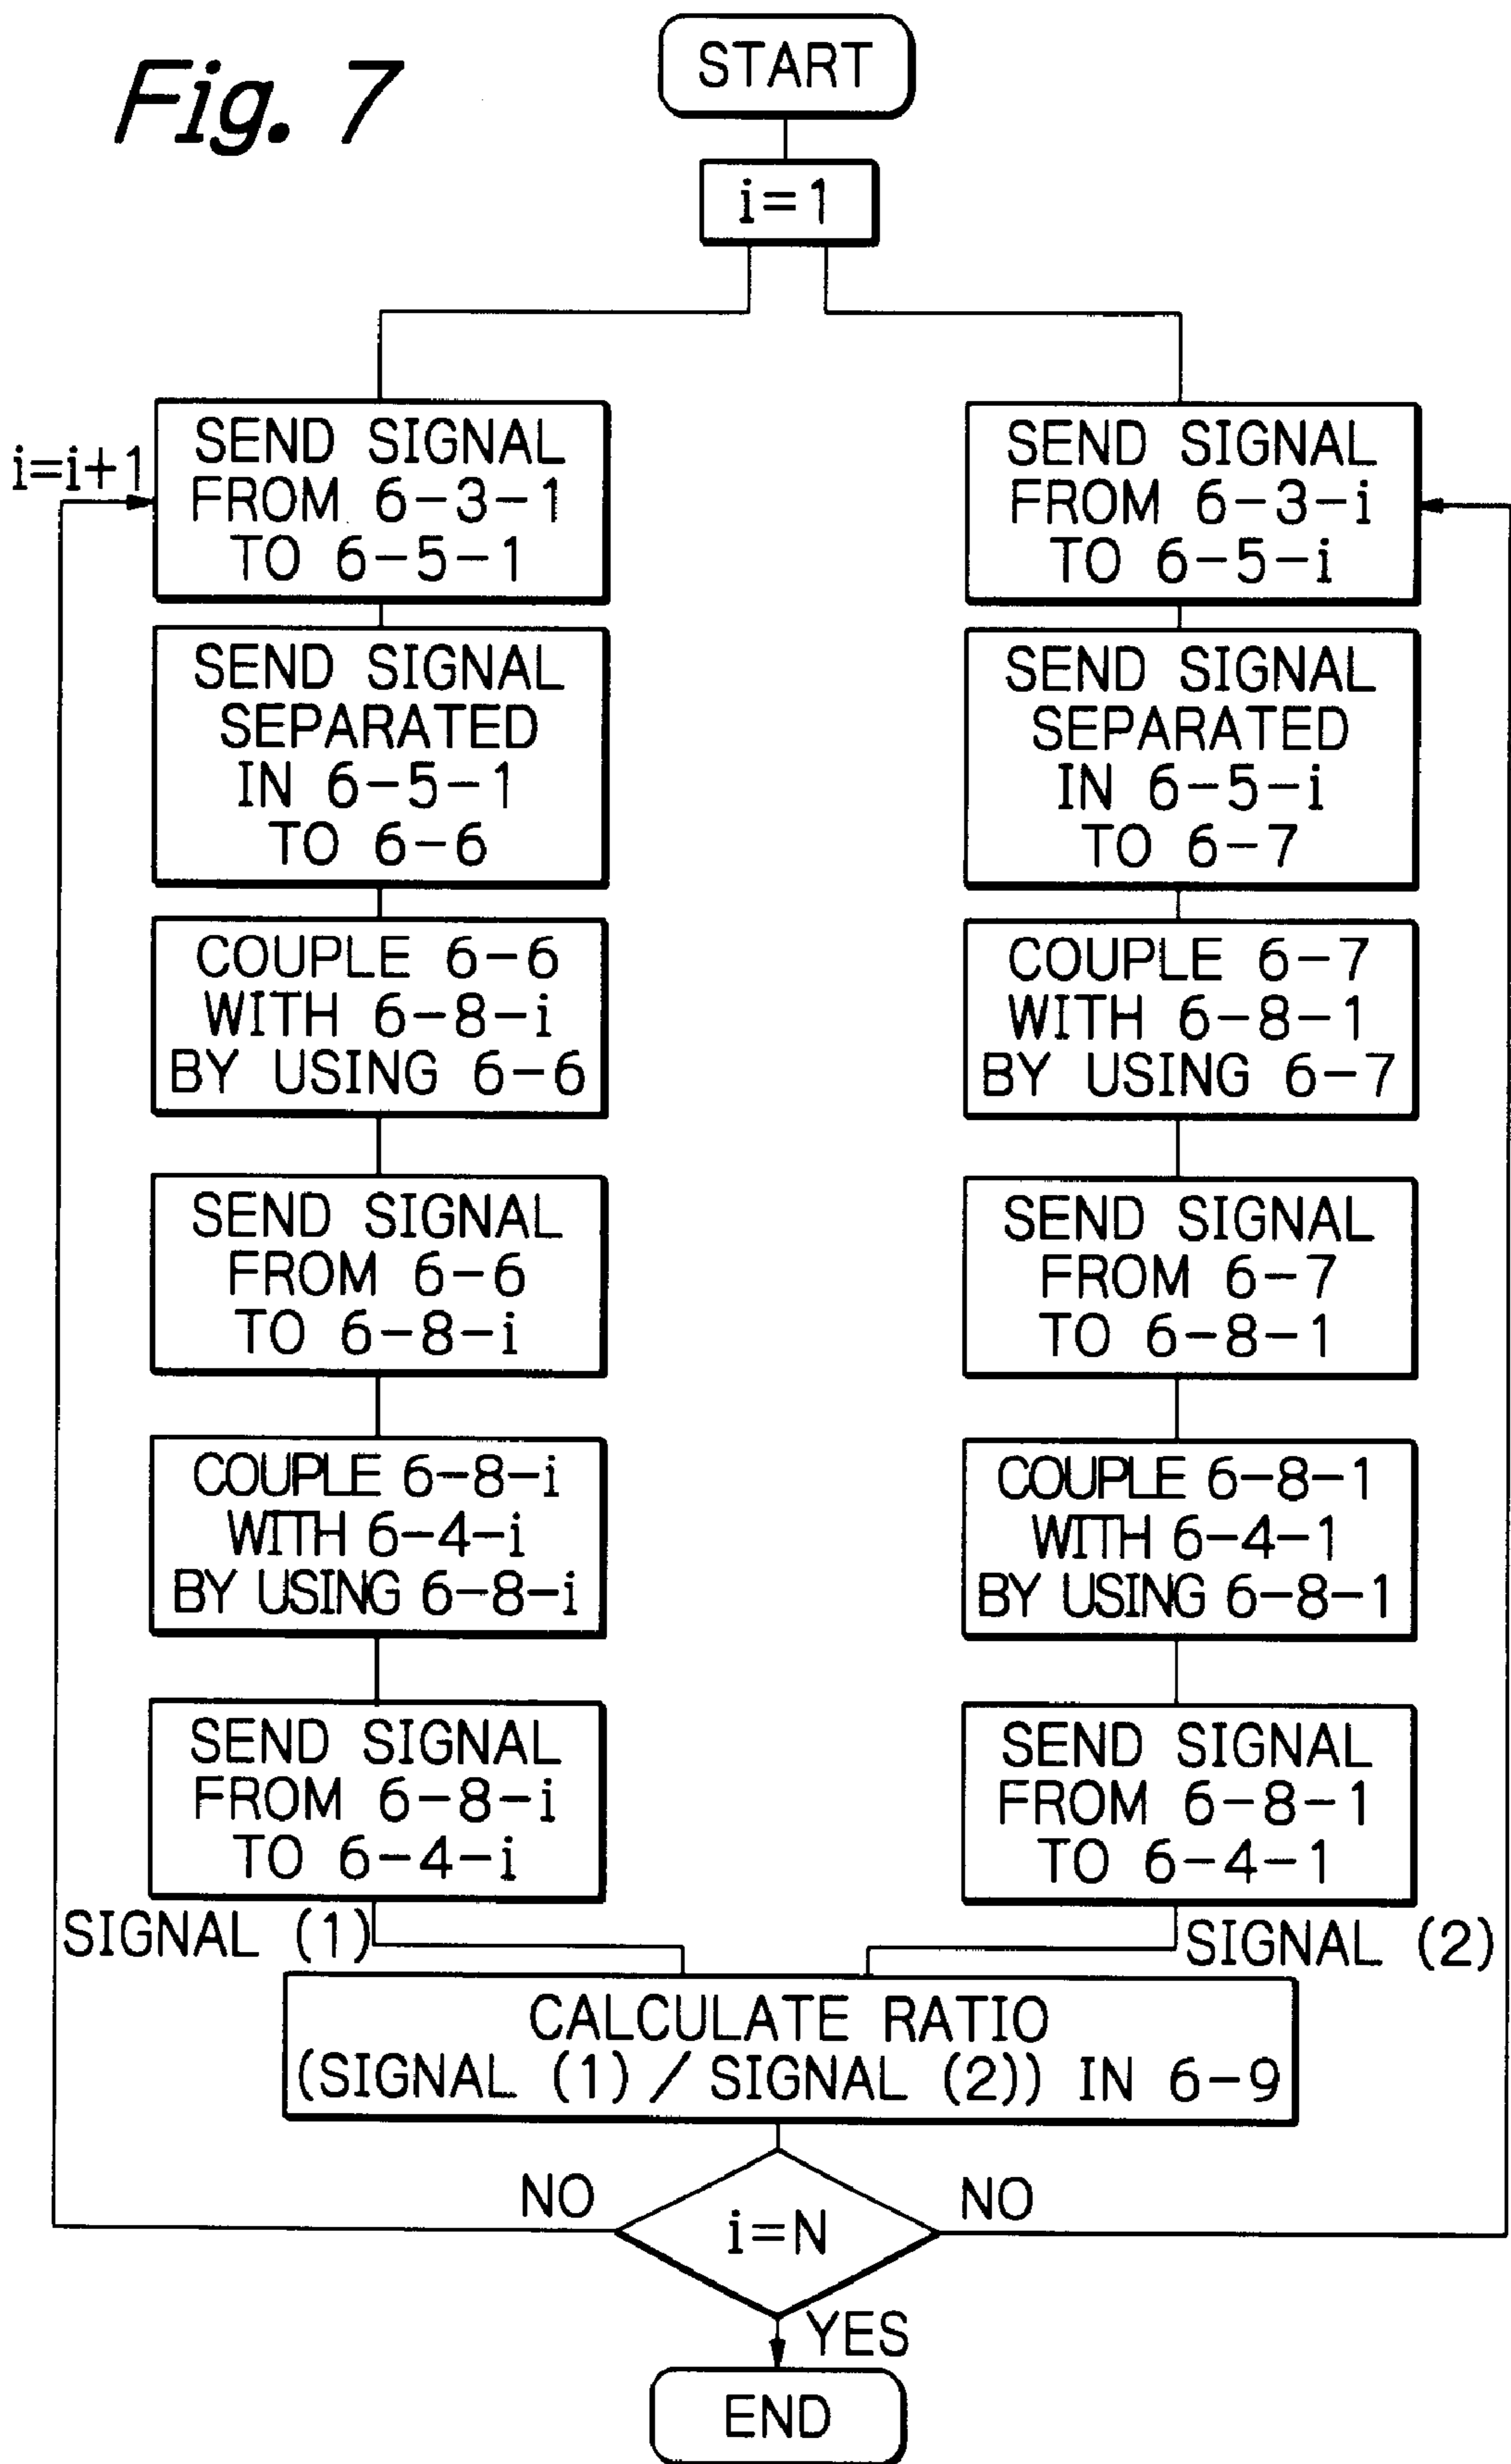 Fig. 7
START
i=1
i=i+1
SEND SIGNAL
FROM 6-3-1
TO 6-5-1
SEND SIGNAL
SEPARATED
IN 6-5-1
TO 6-6
COUPLE 6-6
WITH 6-8-i
BY USING 6-6
SEND SIGNAL
FROM 6-6
TO 6-8-i
COUPLE 6-8-i
WITH 6-4-i
BY USING 6-8-i
SEND SIGNAL
FROM 6-8-i
TO 6-4-i
SIGNAL (1)
SEND SIGNAL
FROM 6-3-i
TO 6-5-i
SEND SIGNAL
SEPARATED
IN 6-5-i
TO 6-7
COUPLE 6-7
WITH 6-8-1
BY USING 6-7
SEND SIGNAL
FROM 6-7
TO 6-8-1
COUPLE 6-8-1
WITH 6-4-1
BY USING 6-8-1
SEND SIGNAL
FROM 6-8-1
TO 6-4-1
SIGNAL (2)
CALCULATE RATIO
(SIGNAL (1) / SIGNAL (2)) IN 6-9
NO
i=N
NO
YES
END